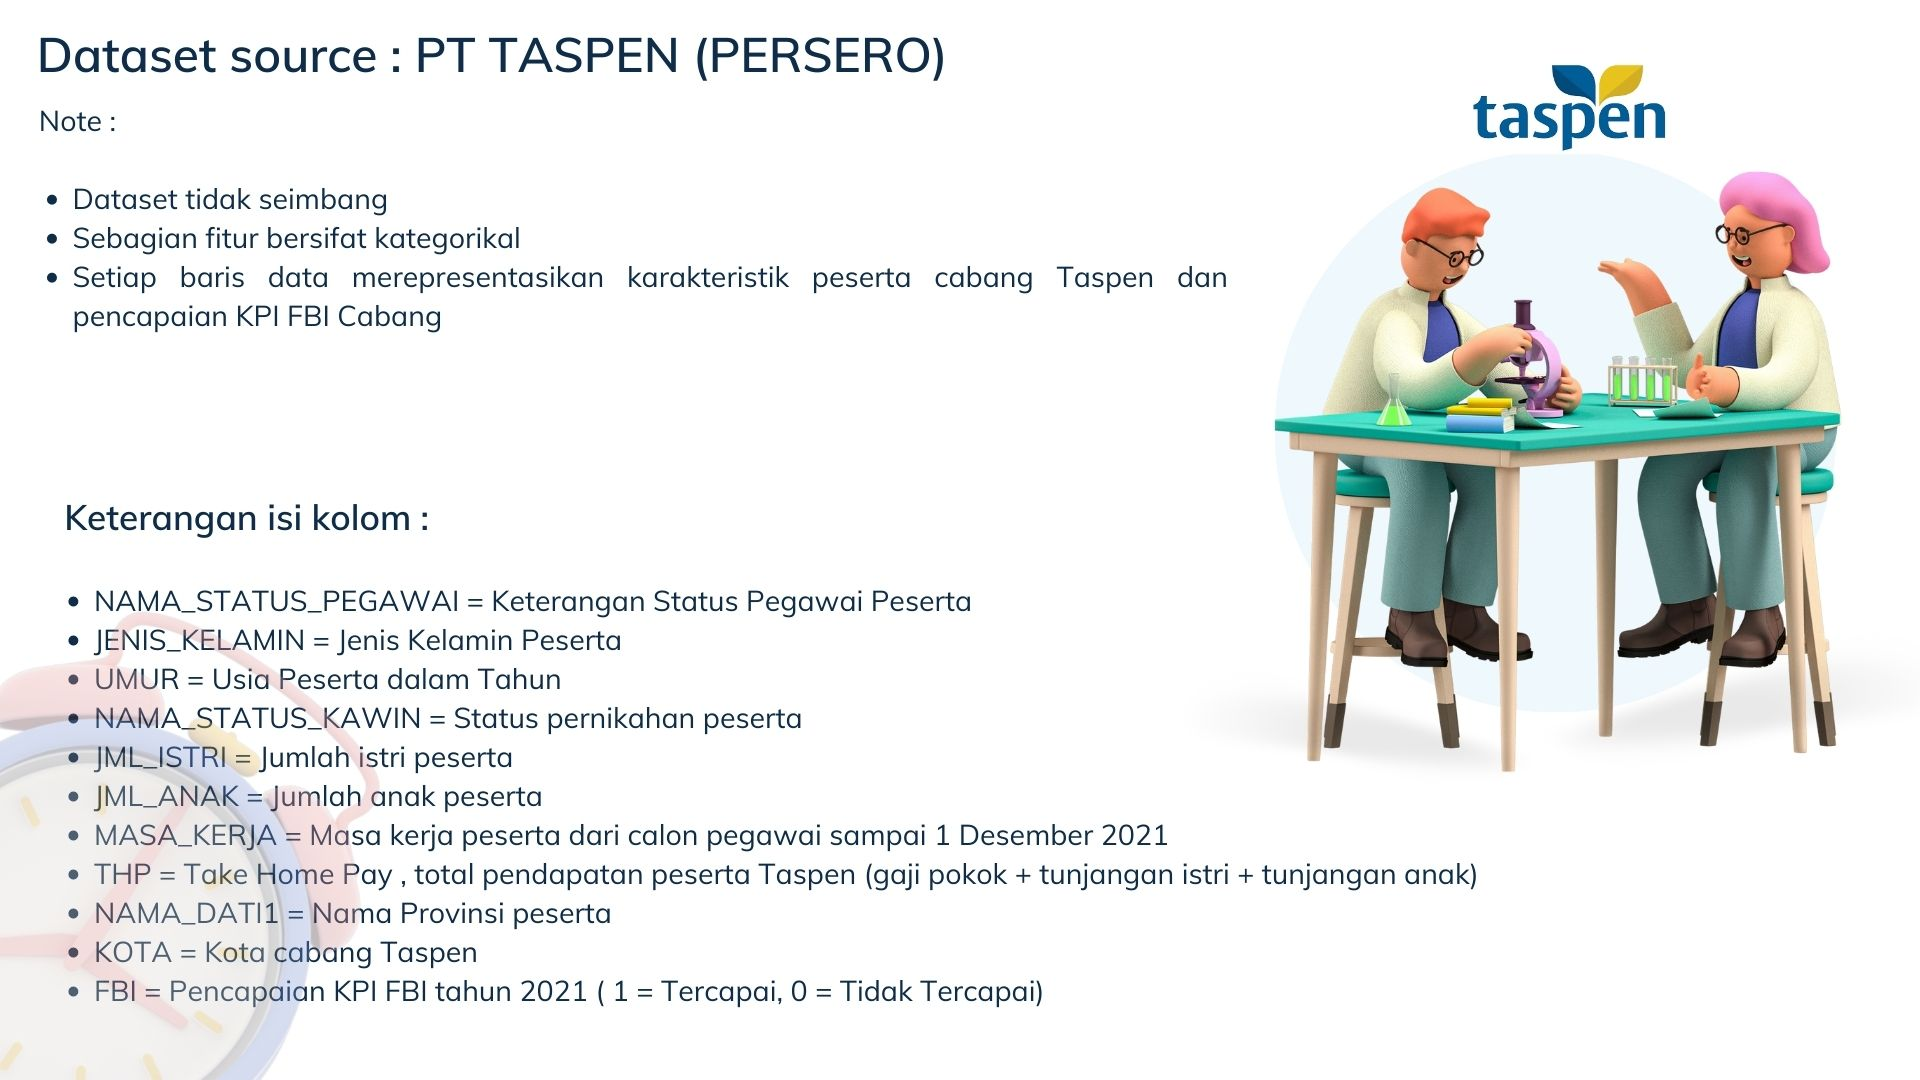 Dataset source : PT TASPEN (PERSERO)
taspen
Note :
• Dataset tidak seimbang
• Sebagian fitur bersifat kategorikal
• Setiap baris data merepresentasikan karakteristik peserta cabang Taspen dan
pencapaian KPI FBI Cabang
Keterangan isi kolom :
• NAMA_STATUS_PEGAWAI = Keterangan Status Pegawai Peserta
• JENIS_KELAMIN = Jenis Kelamin Peserta
• UMUR = Usia Peserta dalam Tahun
• NAMA_STATUS_KAWIN = Status pernikahan peserta
• JML_ISTRI = Jumlah istri peserta
• JML_ANAK = Jumlah anak peserta
• MASA_KERJA = Masa kerja peserta dari calon pegawai sampai 1 Desember 2021
• THP = Take Home Pay , total pendapatan peserta Taspen (gaji pokok + tunjangan istri + tunjangan anak)
• NAMA_DATI1 = Nama Provinsi peserta
• KOTA = Kota cabang Taspen
• FBI = Pencapaian KPI FBI tahun 2021 ( 1 = Tercapai, 0 = Tidak Tercapai)